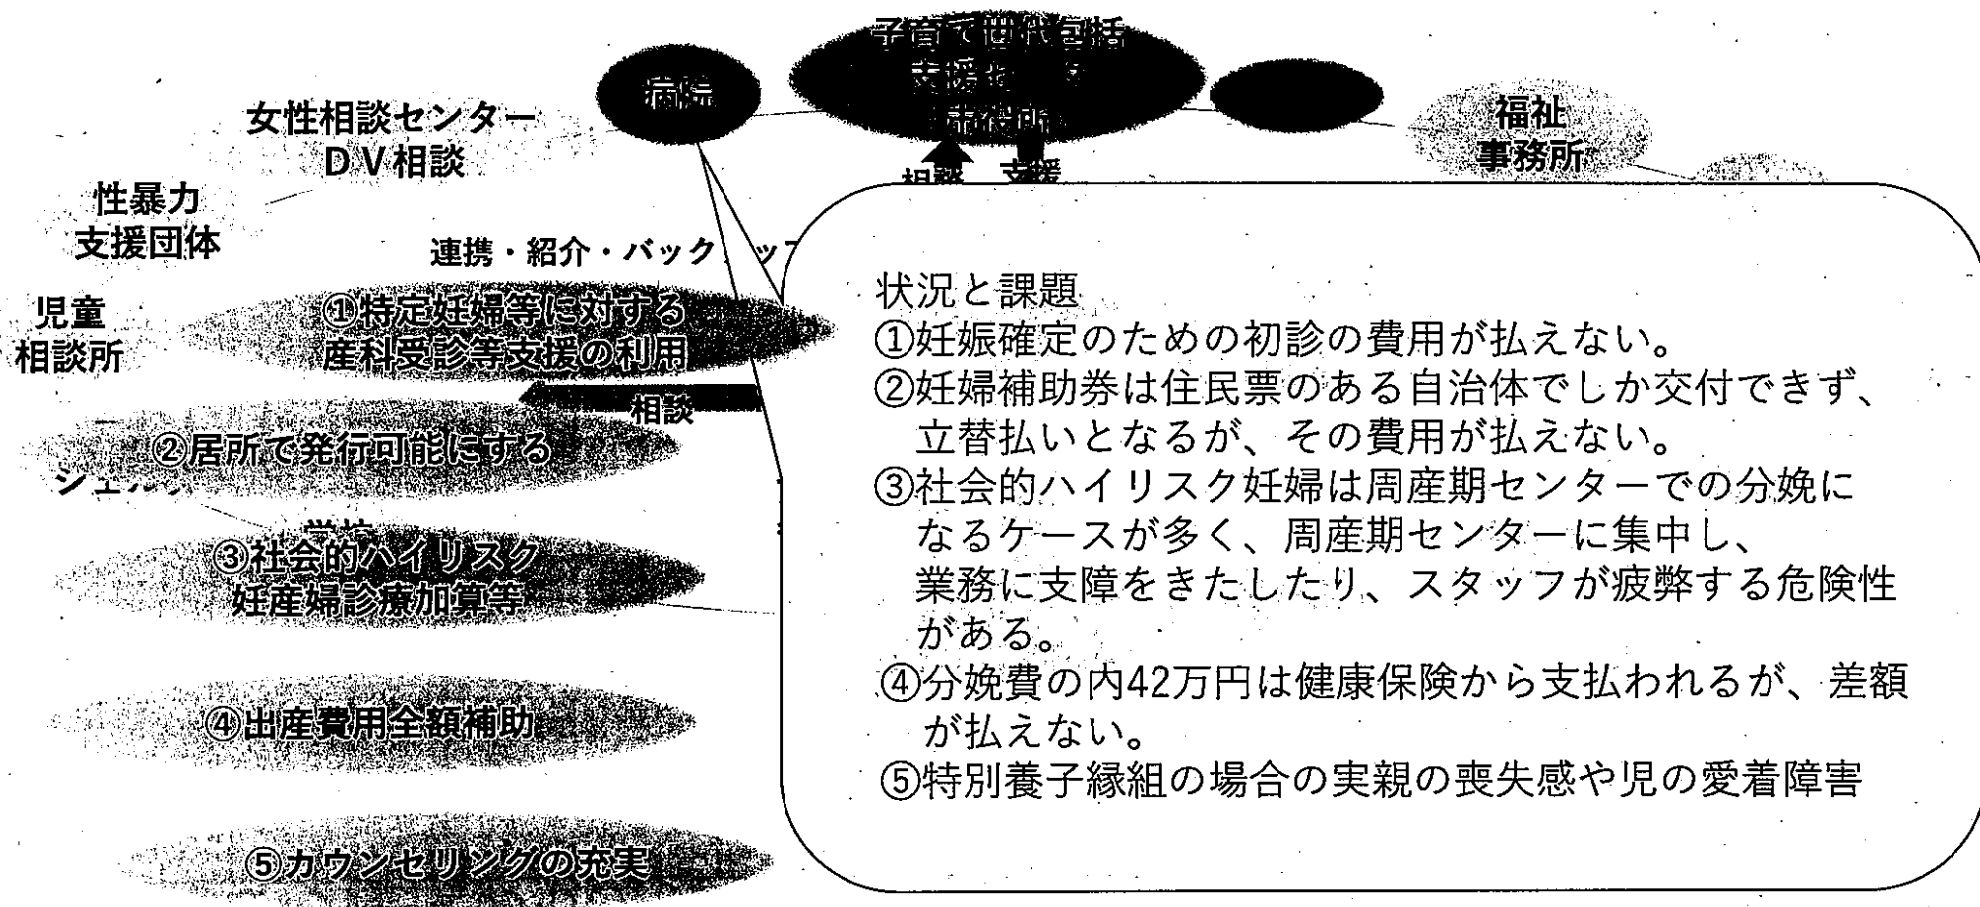 子育て世代包括
支援
市役所
病院
女性相談センター
ＤＶ相談
福祉
事務所
相談
支援
性暴力
支援団体
連携・紹介・バック
児童
相談所
①特定妊婦等に対する
産科受診等支援の利用
相談
②居所で発行可能にする
③社会的ハイリスク
妊産婦診療加算等
④出産費用全額補助
⑤カウンセリングの充実
状況と課題
①妊娠確定のための初診の費用が払えない。
②妊婦補助券は住民票のある自治体でしか交付できず、
立替払いとなるが、その費用が払えない。
③社会的ハイリスク妊婦は周産期センターでの分娩に
なるケースが多く、周産期センターに集中し、
業務に支障をきたしたり、スタッフが疲弊する危険性
がある。
④分娩費の内42万円は健康保険から支払われるが、差額
が払えない。
⑤特別養子縁組の場合の実親の喪失感や児の愛着障害